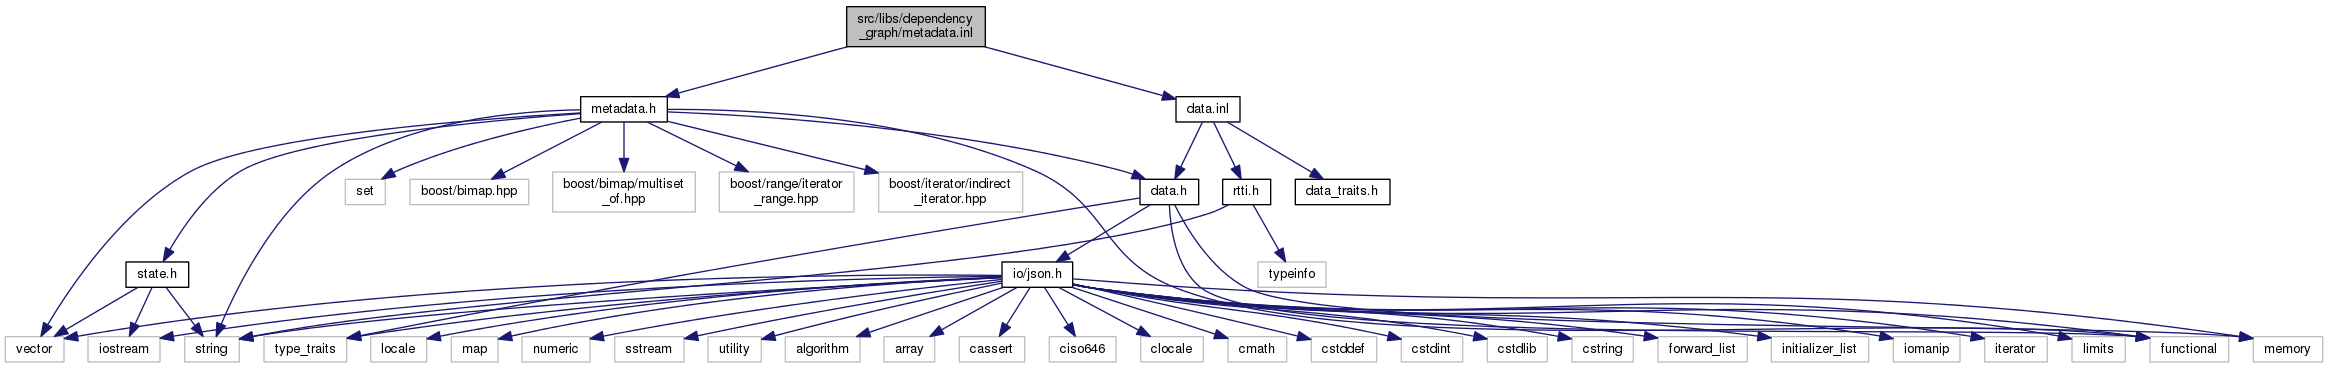 src/libs/dependency
_graph/metadata.inl
metadata.h
data.inl
set
boost/bimap.hpp
boost/bimap/multiset
_of.hpp
boost/range/iterator
_range.hpp
boost/iterator/indirect
_iterator.hpp
data.h
rtti.h
data_traits.h
state.h
io/json.h
typeinfo
vector
iostream
string
type_traits
locale
map
numeric
sstream
utility
algorithm
array
cassert
ciso646
clocale
cmath
cstddef
cstdint
cstdlib
cstring
forward_list
initializer_list
iomanip
iterator
limits
functional
memory